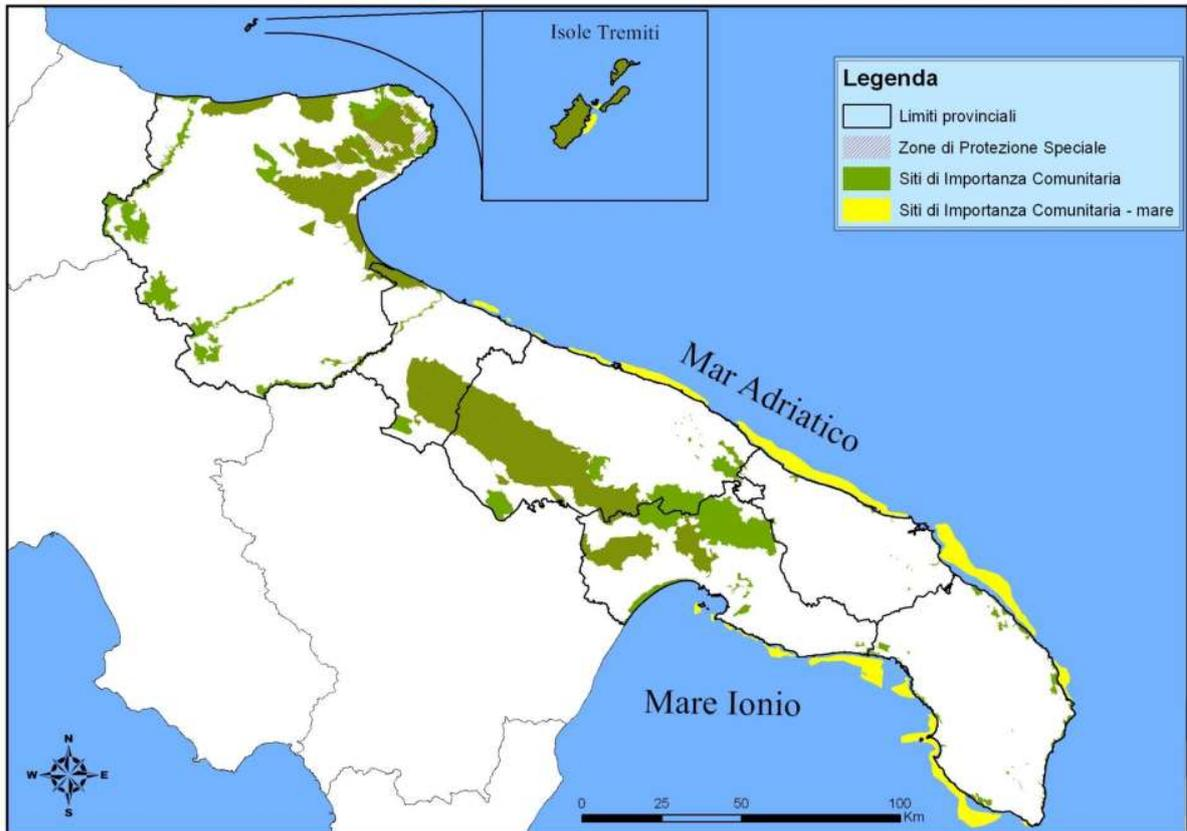 Isole Tremiti
Legenda
Limiti provinciali
Zone di Protezione Speciale
Siti di Importanza Comunitaria
Siti di Importanza Comunitaria - mare
Mar Adriatico
Mare Ionio
N
W E
S
0 25 50 100
Km